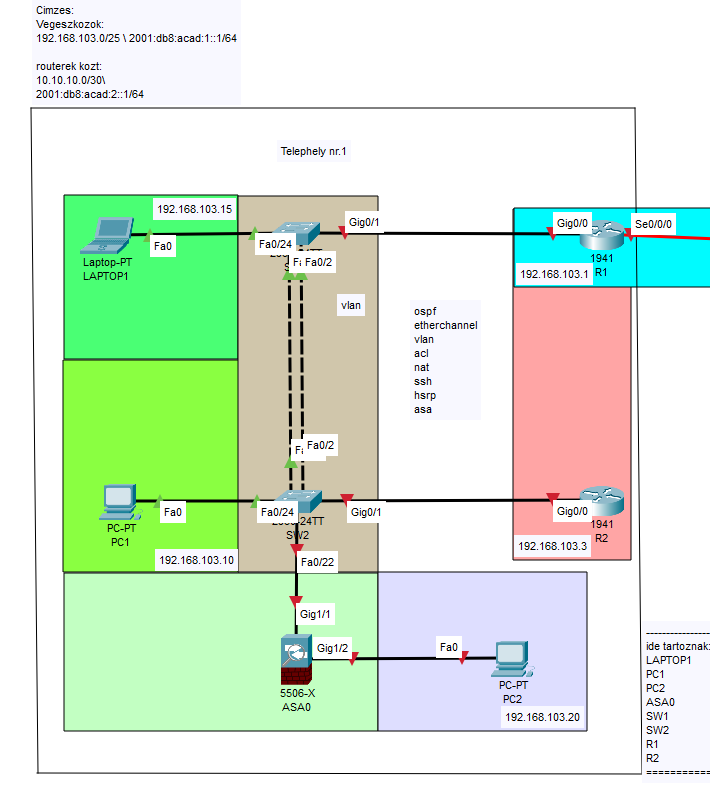 Cimzes:
Vegeszkozok:
192.168.103.0/25 \ 2001:db8:acad:1::1/64
routerek kozt:
10.10.10.0/30\
2001:db8:acad:2::1/64
Telephely nr.1
192.168.103.15
Fa0
Laptop-PT
LAPTOP1
Fa0/24
Gig0/1
Fa0/2
Gig0/0
Se0/0/0
1941
R1
192.168.103.1
vlan
ospf
etherchannel
vlan
acl
nat
ssh
hsrp
asa
Fa0/2
Fa0
PC-PT
PC1
192.168.103.10
Fa0/24
SW2
Gig0/1
Gig0/0
1941
R2
192.168.103.3
Fa0/22
Gig1/1
Gig1/2
5506-X
ASA0
Fa0
PC-PT
PC2
192.168.103.20
ide tartoznak:
LAPTOP1
PC1
PC2
ASA0
SW1
SW2
R1
R2